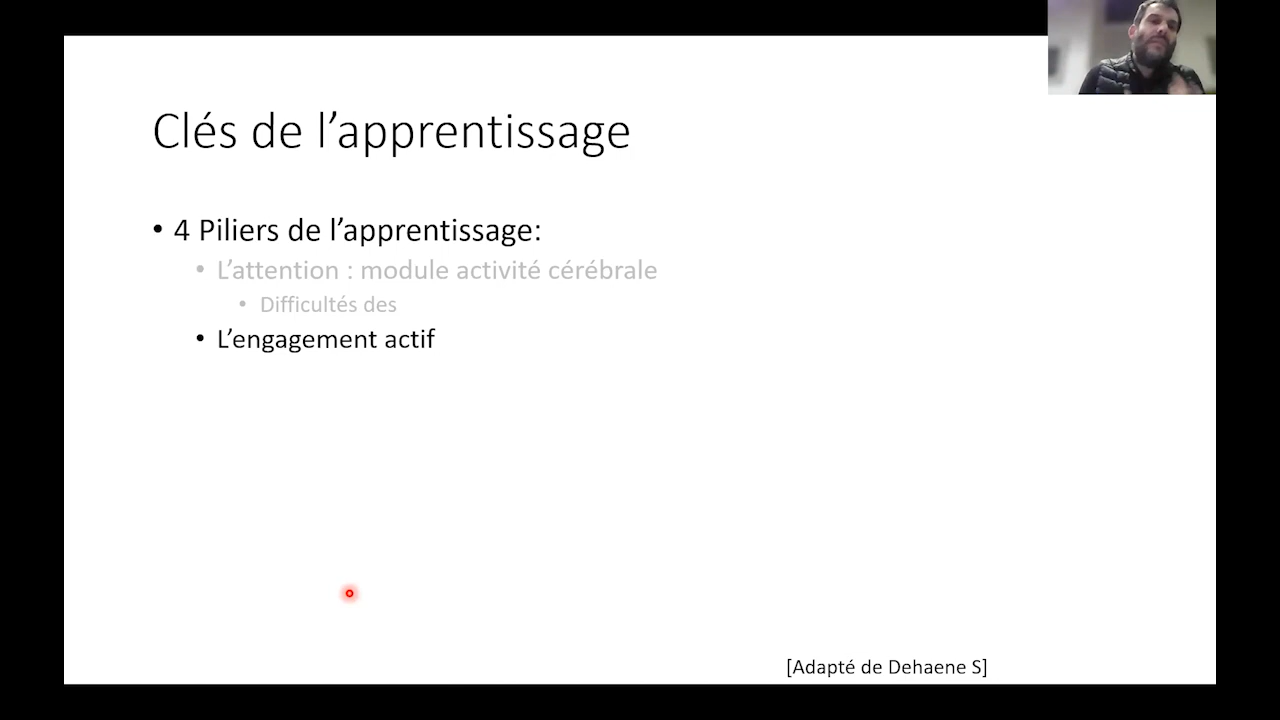 Clés de l’apprentissage
• 4 Piliers de l’apprentissage:
• L’attention : module activité cérébrale
• Difficultés des
• L’engagement actif
[Adapté de Dehaene S]